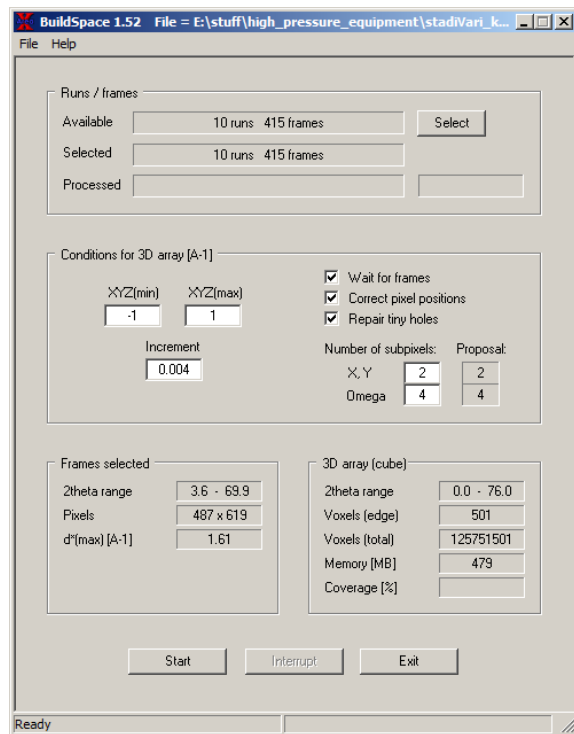 BuildSpace 1.52 File = E:\stuff\high_pressure_equipment\stadiVari_k...
File Help
Runs / frames
Available 10 runs 415 frames Select
Selected 10 runs 415 frames
Processed
Conditions for 3D array [A-1]
Wait for frames
XYZ(min) XYZ(max) Correct pixel positions
-1 1 Repair tiny holes
Increment Number of subpixels: Proposal:
0.004 X, Y 2 2
Omega 4 4
Frames selected 3D array (cube)
2theta range 3.6 - 69.9 2theta range 0.0 - 76.0
Pixels 487 x 619 Voxels (edge) 501
d*(max) [A-1] 1.61 Voxels (total) 125751501
Memory [MB] 479
Coverage [%]
Start Interrupt Exit
Ready